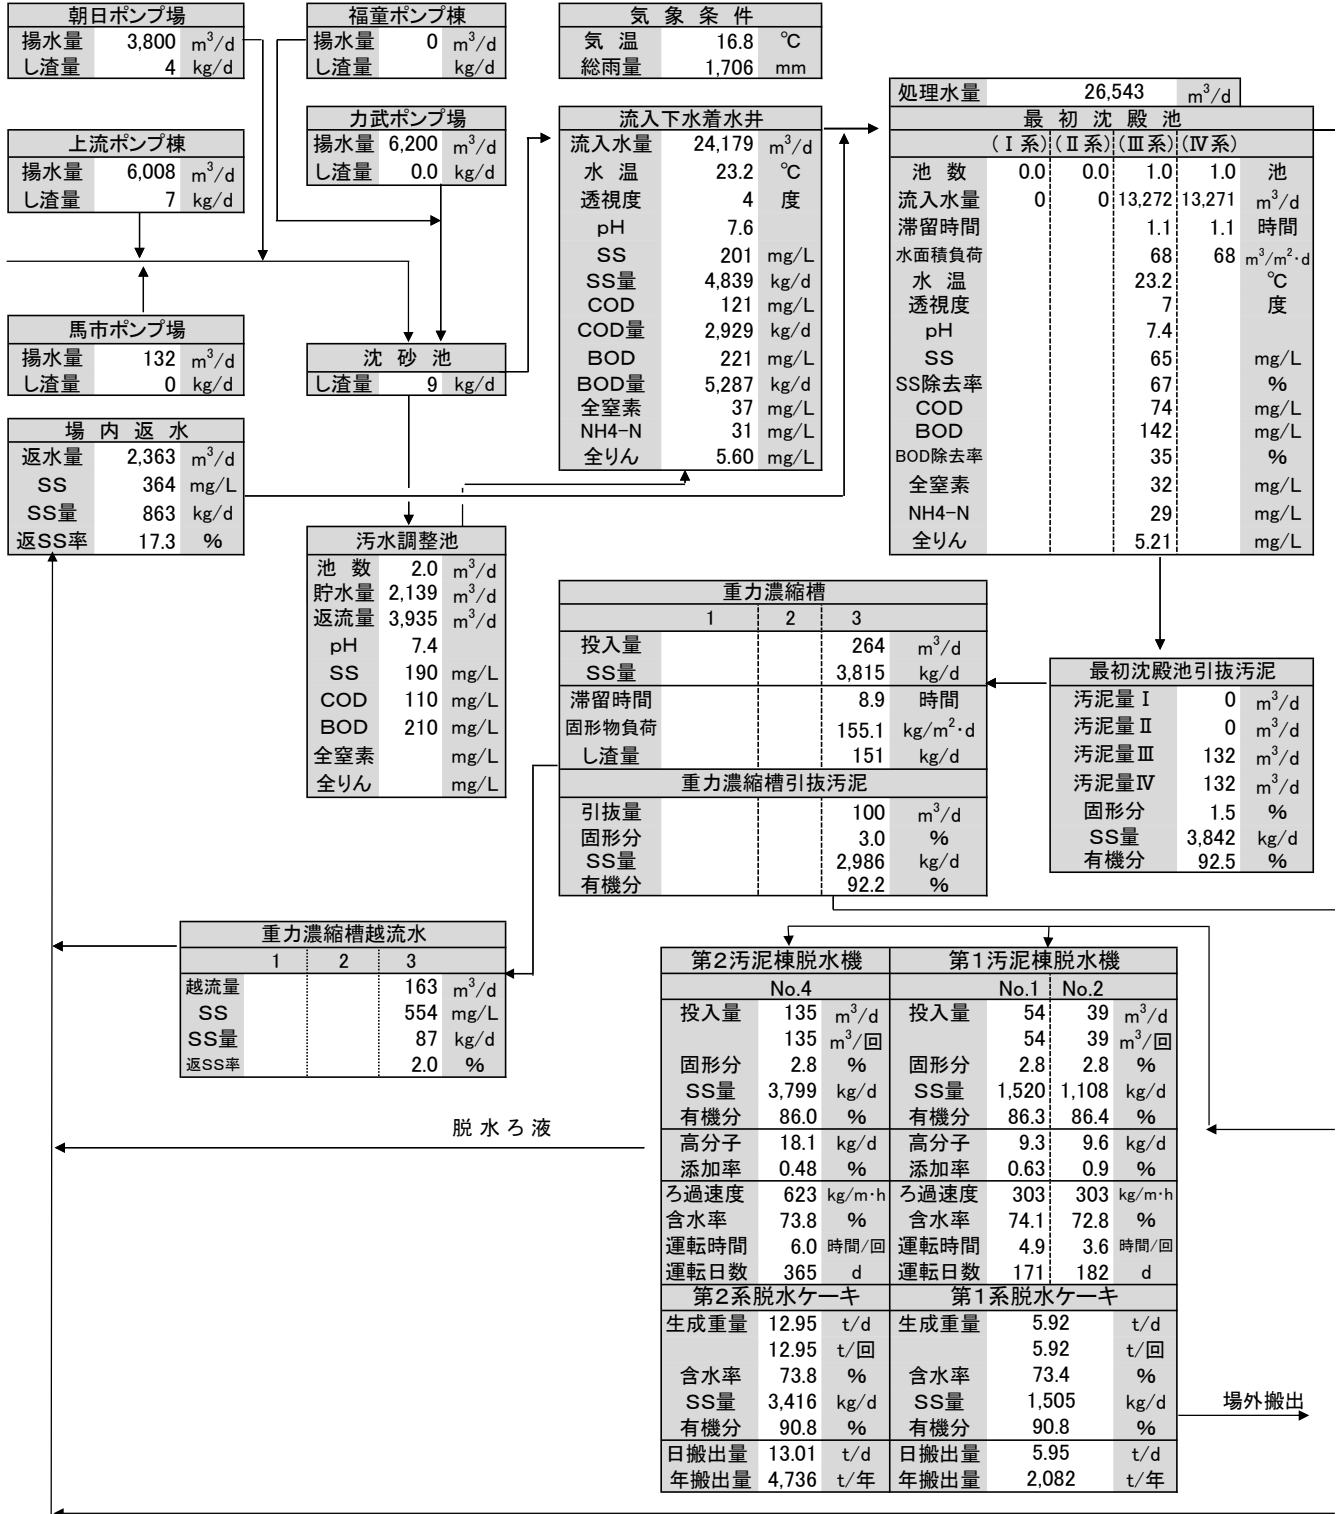 朝日ポンプ場
揚水量 3,800 m³/d
し渣量 4 kg/d
福童ポンプ棟
揚水量 0 m³/d
し渣量 kg/d
気 象 条 件
気 温 16.8 ℃
総雨量 1,706 mm
上流ポンプ棟
揚水量 6,008 m³/d
し渣量 7 kg/d
力武ポンプ場
揚水量 6,200 m³/d
し渣量 0.0 kg/d
馬市ポンプ場
揚水量 132 m³/d
し渣量 0 kg/d
沈 砂 池
し渣量 9 kg/d
流入下水着水井
流入水量 24,179 m³/d
水 温 23.2 ℃
透視度 4 度
pH 7.6
SS 201 mg/L
SS量 4,839 kg/d
COD 121 mg/L
COD量 2,929 kg/d
BOD 221 mg/L
BOD量 5,287 kg/d
全窒素 37 mg/L
NH4-N 31 mg/L
全りん 5.60 mg/L
処理水量 26,543 m³/d
最 初 沈 殿 池
(Ⅰ系) (Ⅱ系) (Ⅲ系) (Ⅳ系)
池 数 0.0 0.0 1.0 1.0 池
流入水量 0 0 13,272 13,271 m³/d
滞留時間 1.1 1.1 時間
水面積負荷 68 68 m³/m²·d
水 温 23.2 ℃
透視度 7 度
pH 7.4
SS 65 mg/L
SS除去率 67 %
COD 74 mg/L
BOD 142 mg/L
BOD除去率 35 %
全窒素 32 mg/L
NH4-N 29 mg/L
全りん 5.21 mg/L
場 内 返 水
返水量 2,363 m³/d
SS 364 mg/L
SS量 863 kg/d
返SS率 17.3 %
汚水調整池
池 数 2.0 m³/d
貯水量 2,139 m³/d
返流量 3,935 m³/d
pH 7.4
SS 190 mg/L
COD 110 mg/L
BOD 210 mg/L
全窒素 mg/L
全りん mg/L
重力濃縮槽
1 2 3
投入量 264 m³/d
SS量 3,815 kg/d
滞留時間 8.9 時間
固形物負荷 155.1 kg/m²·d
し渣量 151 kg/d
重力濃縮槽引抜汚泥
引抜量 100 m³/d
固形分 3.0 %
SS量 2,986 kg/d
有機分 92.2 %
最初沈殿池引抜汚泥
汚泥量Ⅰ 0 m³/d
汚泥量Ⅱ 0 m³/d
汚泥量Ⅲ 132 m³/d
汚泥量Ⅳ 132 m³/d
固形分 1.5 %
SS量 3,842 kg/d
有機分 92.5 %
重力濃縮槽越流水
1 2 3
越流量 163 m³/d
SS 554 mg/L
SS量 87 kg/d
返SS率 2.0 %
脱水ろ液
第2汚泥棟脱水機
No.4
投入量 135 m³/d
135 m³/回
固形分 2.8 %
SS量 3,799 kg/d
有機分 86.0 %
高分子 18.1 kg/d
添加率 0.48 %
ろ過速度 623 kg/m·h
含水率 73.8 %
運転時間 6.0 時間/回
運転日数 365 d
第2系脱水ケーキ
生成重量 12.95 t/d
12.95 t/回
含水率 73.8 %
SS量 3,416 kg/d
有機分 90.8 %
日搬出量 13.01 t/d
年搬出量 4,736 t/年
第1汚泥棟脱水機
No.1 No.2
投入量 54 39 m³/d
54 39 m³/回
固形分 2.8 2.8 %
SS量 1,520 1,108 kg/d
有機分 86.3 86.4 %
高分子 9.3 9.6 kg/d
添加率 0.63 0.9 %
ろ過速度 303 303 kg/m·h
含水率 74.1 72.8 %
運転時間 4.9 3.6 時間/回
運転日数 171 182 d
第1系脱水ケーキ
生成重量 5.92 t/d
5.92 t/回
含水率 73.4 %
SS量 1,505 kg/d
有機分 90.8 %
日搬出量 5.95 t/d
年搬出量 2,082 t/年
場外搬出